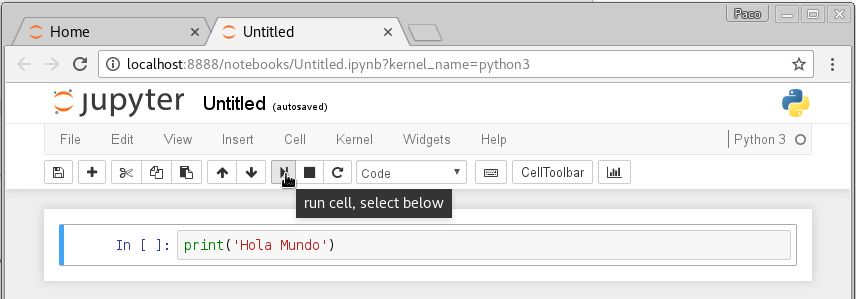 Paco
Home
Untitled
localhost:8888/notebooks/Untitled.ipynb?kernel_name=python3
jupyter Untitled (autosaved)
File Edit View Insert Cell Kernel Widgets Help Python 3
Code CellToolbar
run cell, select below
In [ ]: print('Hola Mundo')